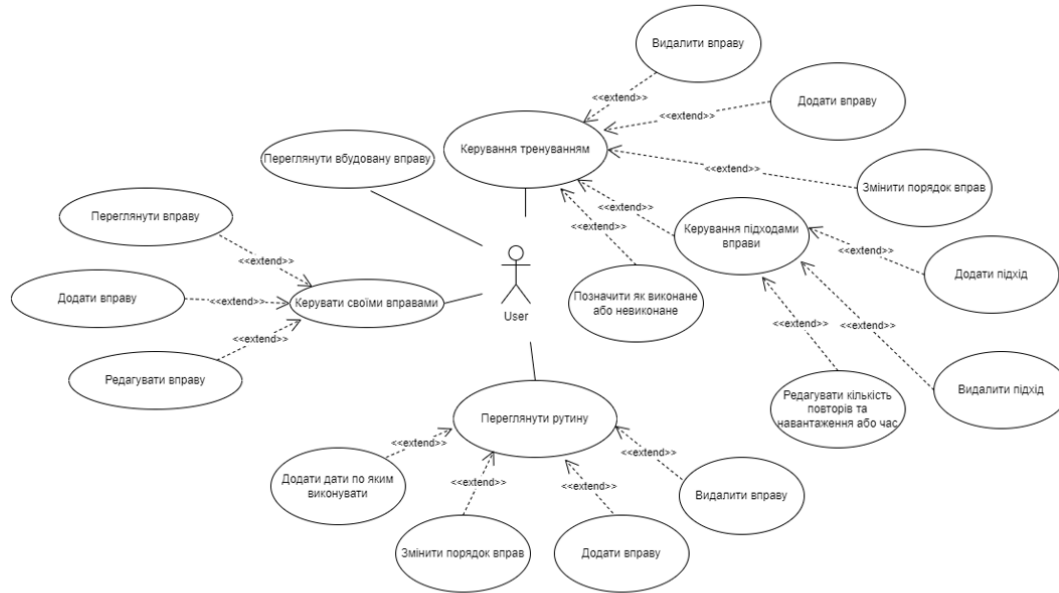 Видалити вправу
<<extend>>
Додати вправу
<<extend>>
Переглянути вбудовану вправу
Керування тренуванням
<<extend>>
Змінити порядок вправ
Переглянути вправу
<<extend>>
<<extend>>
Керування підходами
вправи
<<extend>>
<<extend>>
Додати підхід
Додати вправу
<<extend>>
Керувати своїми вправами
User
Позначити як виконане
або невиконане
<<extend>>
<<extend>>
<<extend>>
Редагувати вправу
Видалити підхід
Редагувати кількість
повторів та
навантаження або час
Переглянути рутину
<<extend>>
<<extend>>
Додати дати по яким
виконувати
<<extend>>
<<extend>>
Видалити вправу
Змінити порядок вправ
Додати вправу